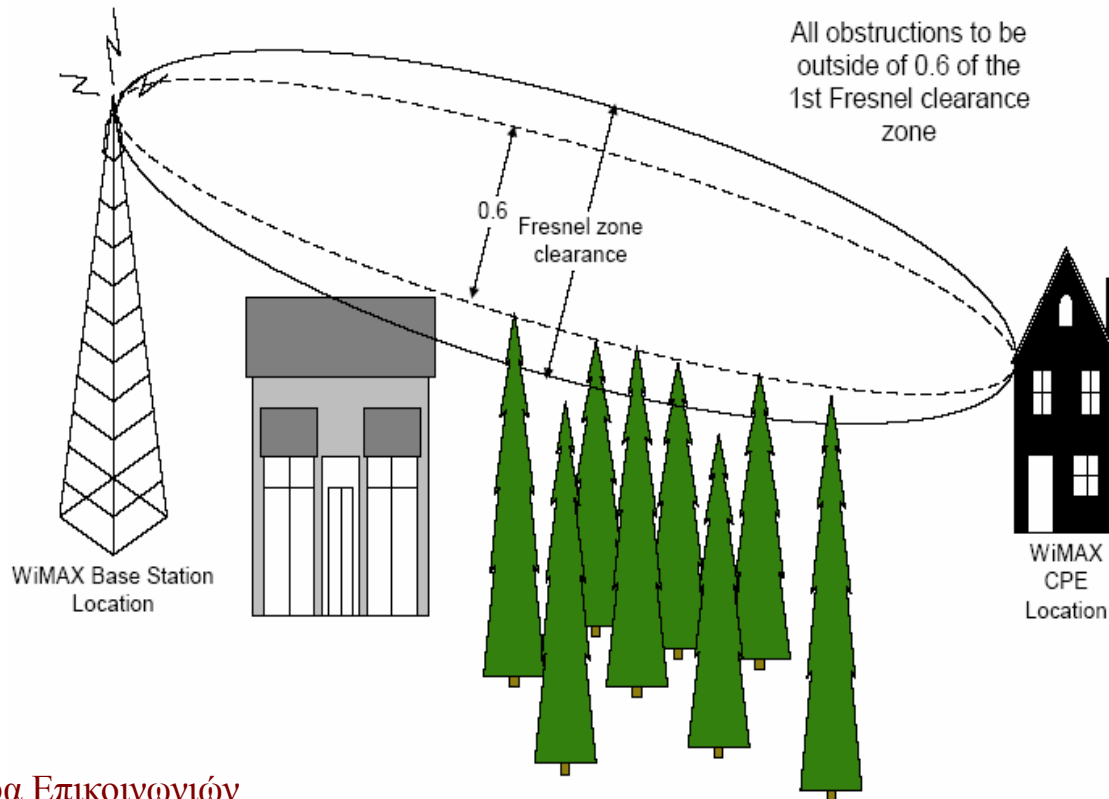 All obstructions to be
outside of 0.6 of the
1st Fresnel clearance
zone
0.6
Fresnel zone
clearance
WiMAX Base Station
Location
WiMAX
CPE
Location
Επικοινωνιών